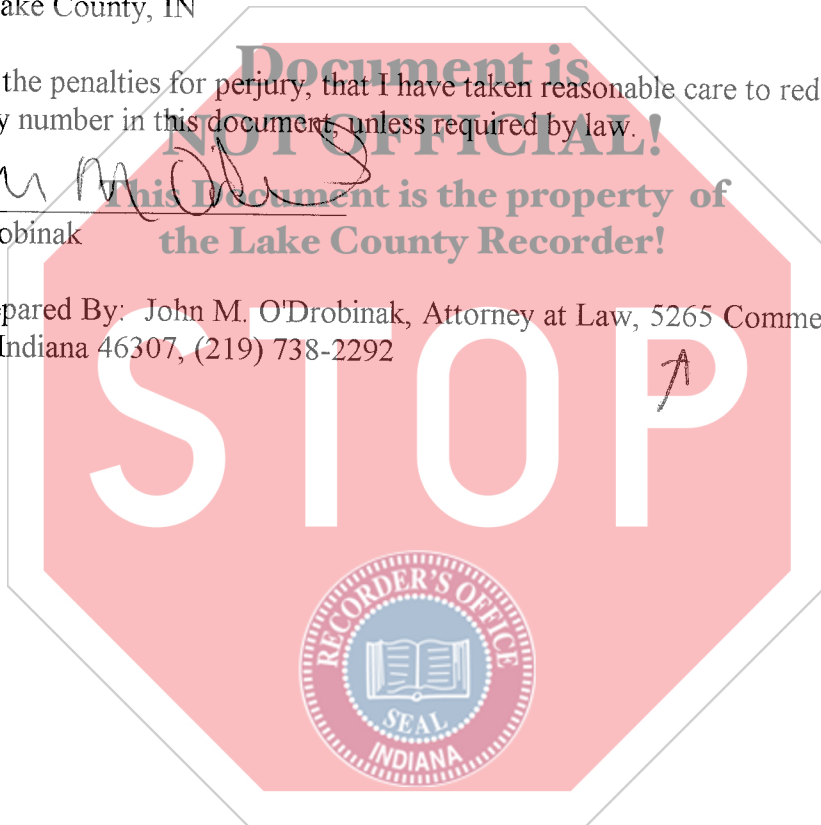 ake County, IN
Document is
the penalties for perjury, that I have taken reasonable care to red
y number in this document, unless required by law.
NOT OFFICIAL!
This Document is the property of
obinak
the Lake County Recorder!
pared By: John M. O'Drobinak, Attorney at Law, 5265 Comme
Indiana 46307, (219) 738-2292
STOP
RECORDER'S OFFICE
SEAL
INDIANA